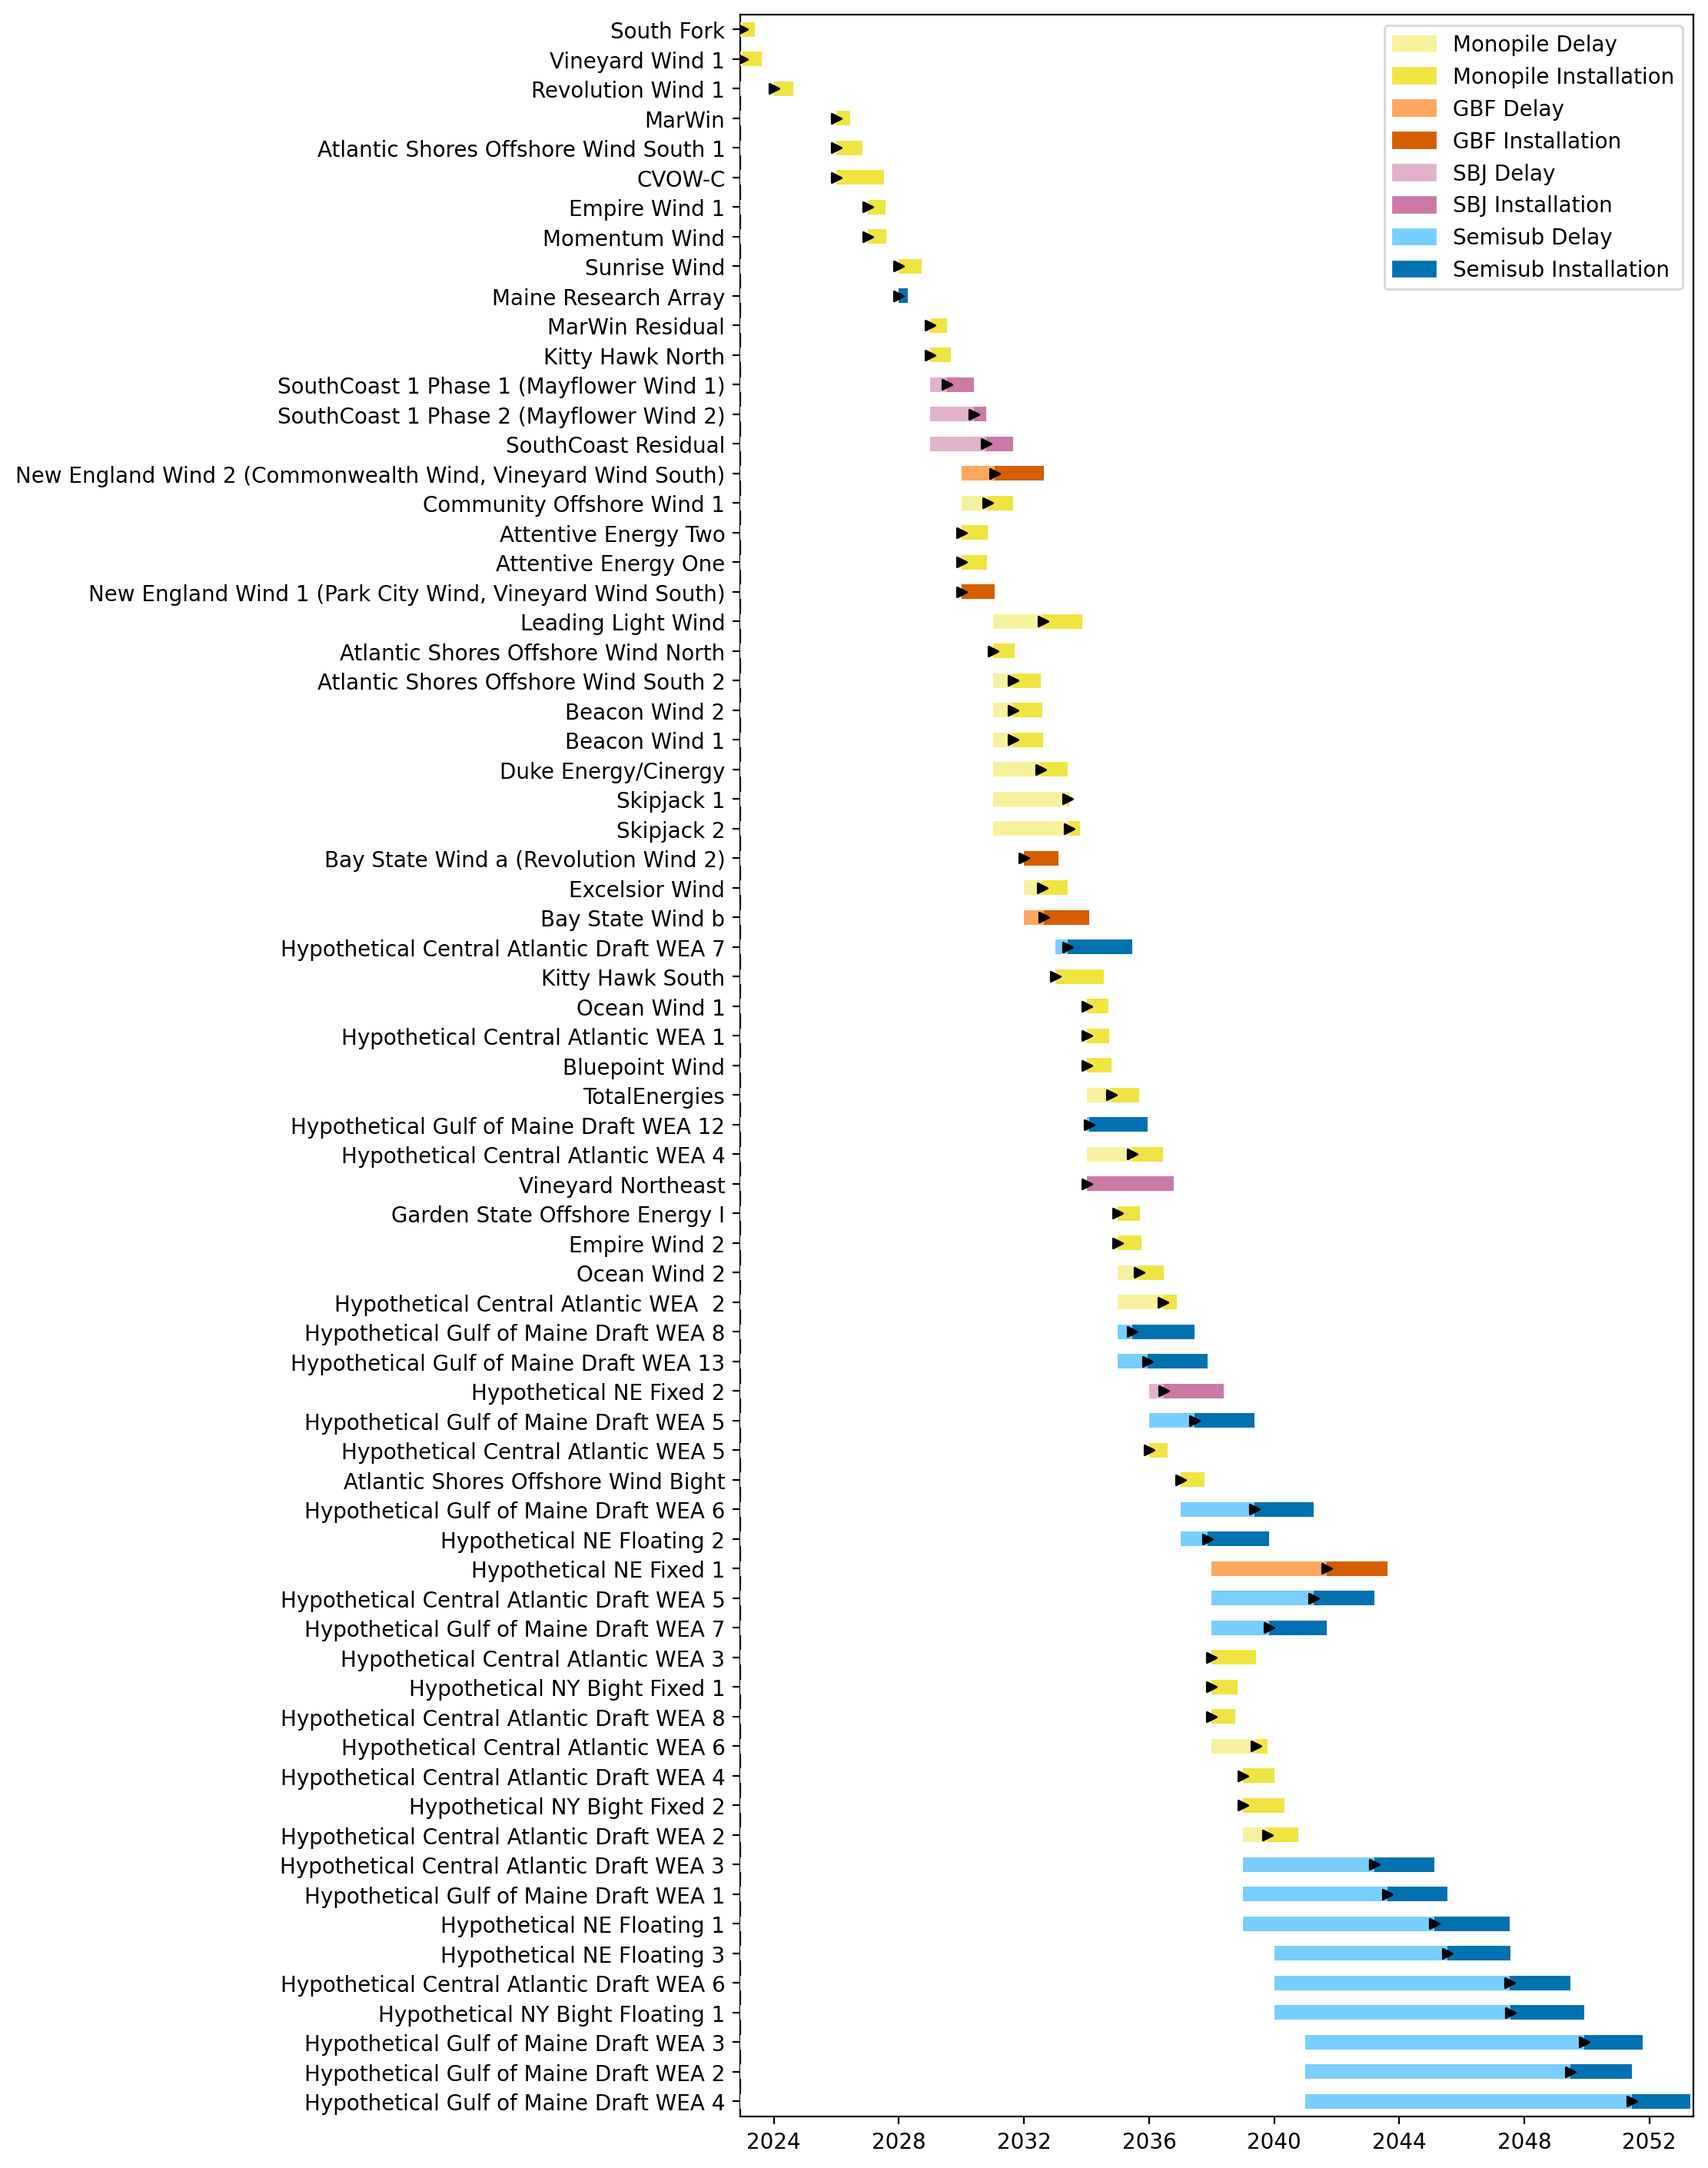 South Fork
Vineyard Wind 1
Revolution Wind 1
MarWin
Atlantic Shores Offshore Wind South 1
CVOW-C
Empire Wind 1
Momentum Wind
Sunrise Wind
Maine Research Array
MarWin Residual
Kitty Hawk North
SouthCoast 1 Phase 1 (Mayflower Wind 1)
SouthCoast 1 Phase 2 (Mayflower Wind 2)
SouthCoast Residual
New England Wind 2 (Commonwealth Wind, Vineyard Wind South)
Community Offshore Wind 1
Attentive Energy Two
Attentive Energy One
New England Wind 1 (Park City Wind, Vineyard Wind South)
Leading Light Wind
Atlantic Shores Offshore Wind North
Atlantic Shores Offshore Wind South 2
Beacon Wind 2
Beacon Wind 1
Duke Energy/Cinergy
Skipjack 1
Skipjack 2
Bay State Wind a (Revolution Wind 2)
Excelsior Wind
Bay State Wind b
Hypothetical Central Atlantic Draft WEA 7
Kitty Hawk South
Ocean Wind 1
Hypothetical Central Atlantic WEA 1
Bluepoint Wind
TotalEnergies
Hypothetical Gulf of Maine Draft WEA 12
Hypothetical Central Atlantic WEA 4
Vineyard Northeast
Garden State Offshore Energy I
Empire Wind 2
Ocean Wind 2
Hypothetical Central Atlantic WEA  2
Hypothetical Gulf of Maine Draft WEA 8
Hypothetical Gulf of Maine Draft WEA 13
Hypothetical NE Fixed 2
Hypothetical Gulf of Maine Draft WEA 5
Hypothetical Central Atlantic WEA 5
Atlantic Shores Offshore Wind Bight
Hypothetical Gulf of Maine Draft WEA 6
Hypothetical NE Floating 2
Hypothetical NE Fixed 1
Hypothetical Central Atlantic Draft WEA 5
Hypothetical Gulf of Maine Draft WEA 7
Hypothetical Central Atlantic WEA 3
Hypothetical NY Bight Fixed 1
Hypothetical Central Atlantic Draft WEA 8
Hypothetical Central Atlantic WEA 6
Hypothetical Central Atlantic Draft WEA 4
Hypothetical NY Bight Fixed 2
Hypothetical Central Atlantic Draft WEA 2
Hypothetical Central Atlantic Draft WEA 3
Hypothetical Gulf of Maine Draft WEA 1
Hypothetical NE Floating 1
Hypothetical NE Floating 3
Hypothetical Central Atlantic Draft WEA 6
Hypothetical NY Bight Floating 1
Hypothetical Gulf of Maine Draft WEA 3
Hypothetical Gulf of Maine Draft WEA 2
Hypothetical Gulf of Maine Draft WEA 4
Monopile Delay
Monopile Installation
GBF Delay
GBF Installation
SBJ Delay
SBJ Installation
Semisub Delay
Semisub Installation
2024 2028 2032 2036 2040 2044 2048 2052